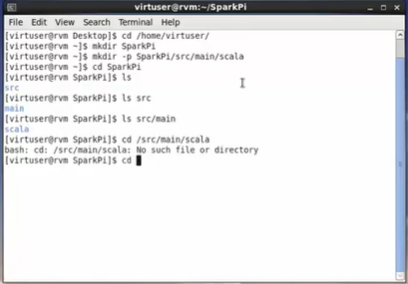 virtuser@rvm:~/SparkPi
File Edit View Search Terminal Help
[virtuser@rvm Desktop]$ cd /home/virtuser/
[virtuser@rvm ~]$ mkdir SparkPi
[virtuser@rvm ~]$ mkdir -p SparkPi/src/main/scala
[virtuser@rvm ~]$ cd SparkPi
[virtuser@rvm SparkPi]$ ls
src
[virtuser@rvm SparkPi]$ ls src
main
[virtuser@rvm SparkPi]$ ls src/main
scala
[virtuser@rvm SparkPi]$ cd /src/main/scala
bash: cd: /src/main/scala: No such file or directory
[virtuser@rvm SparkPi]$ cd